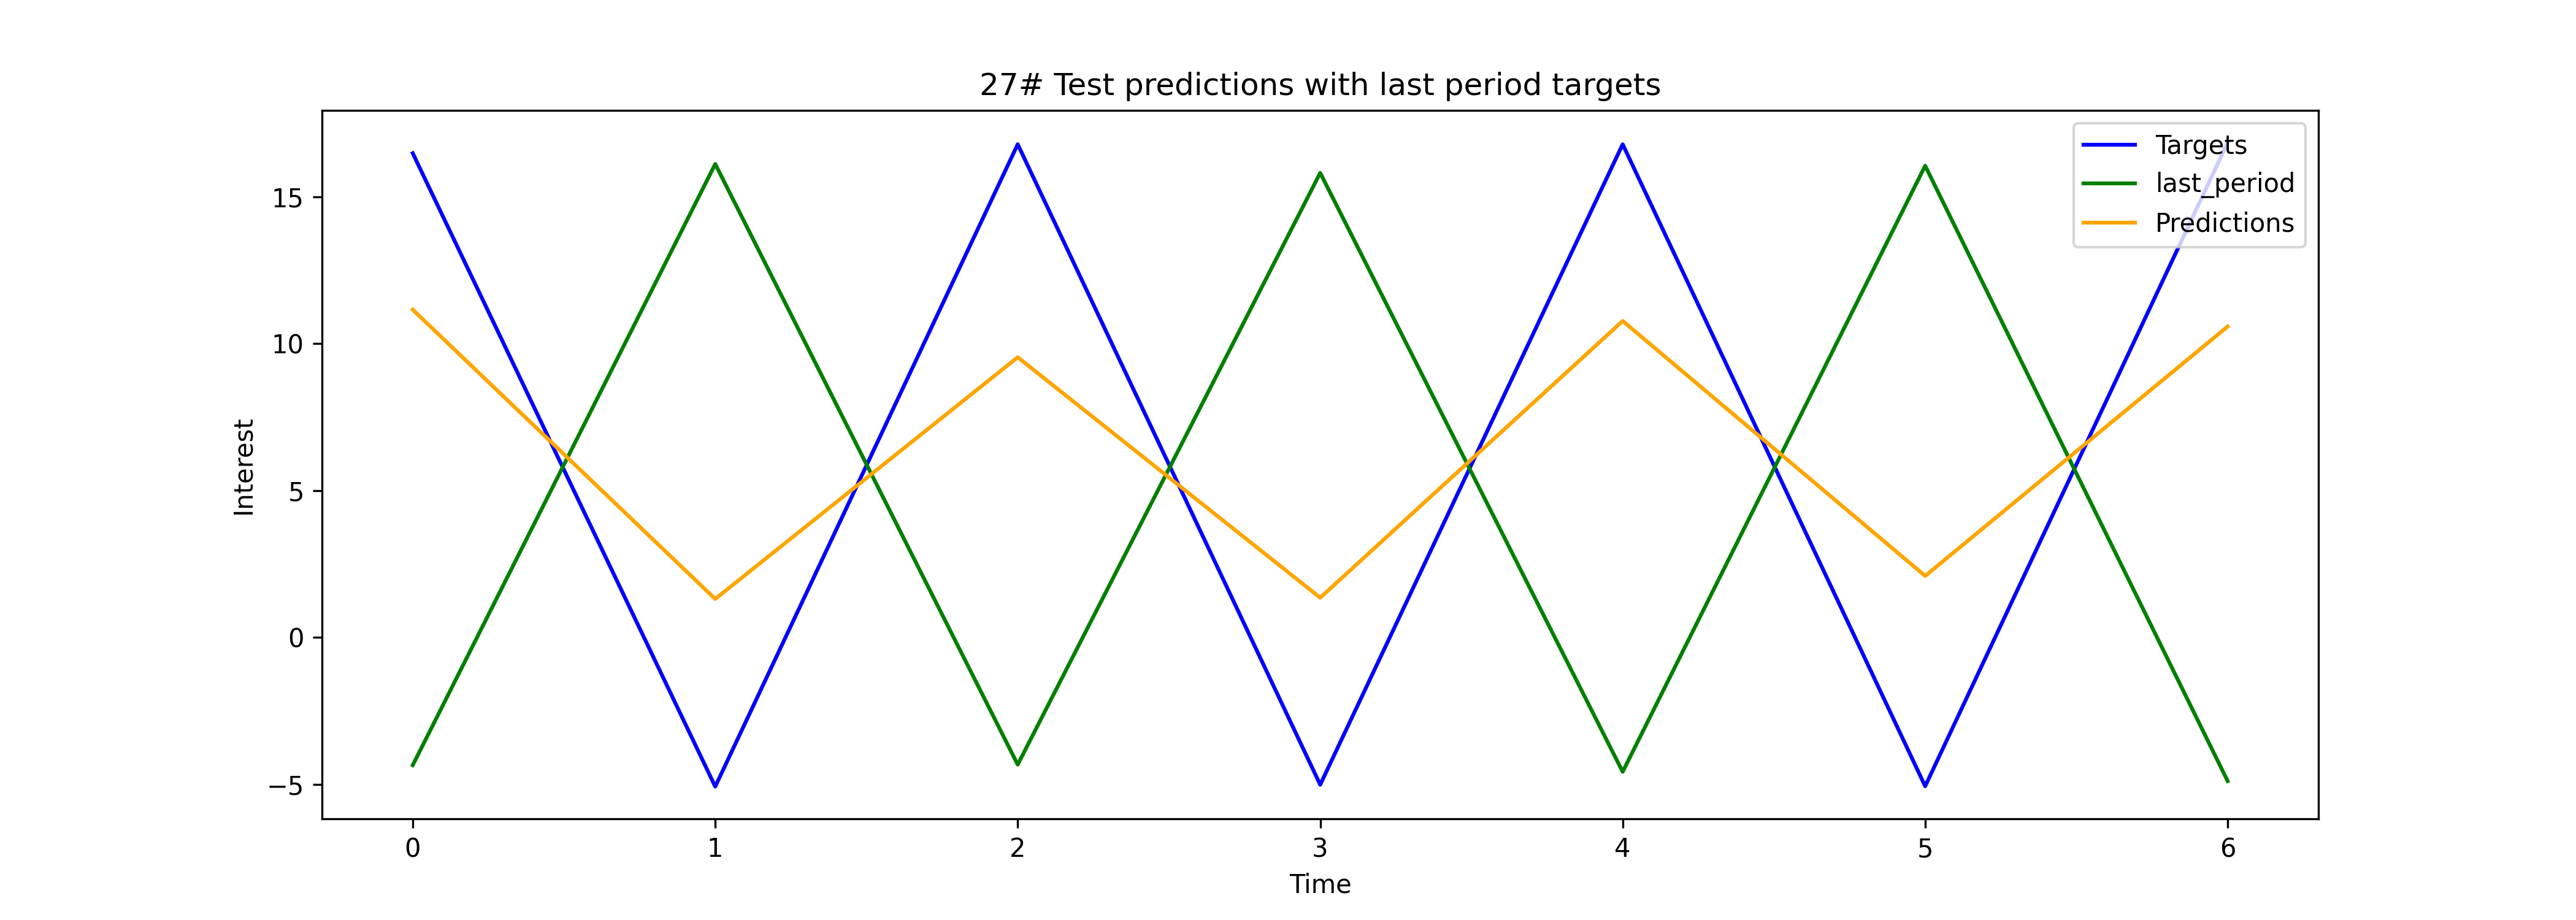 27# Test predictions with last period targets
Targets
last_period
Predictions
Interest
15
10
5
0
−5
0 1 2 3 4 5 6
Time